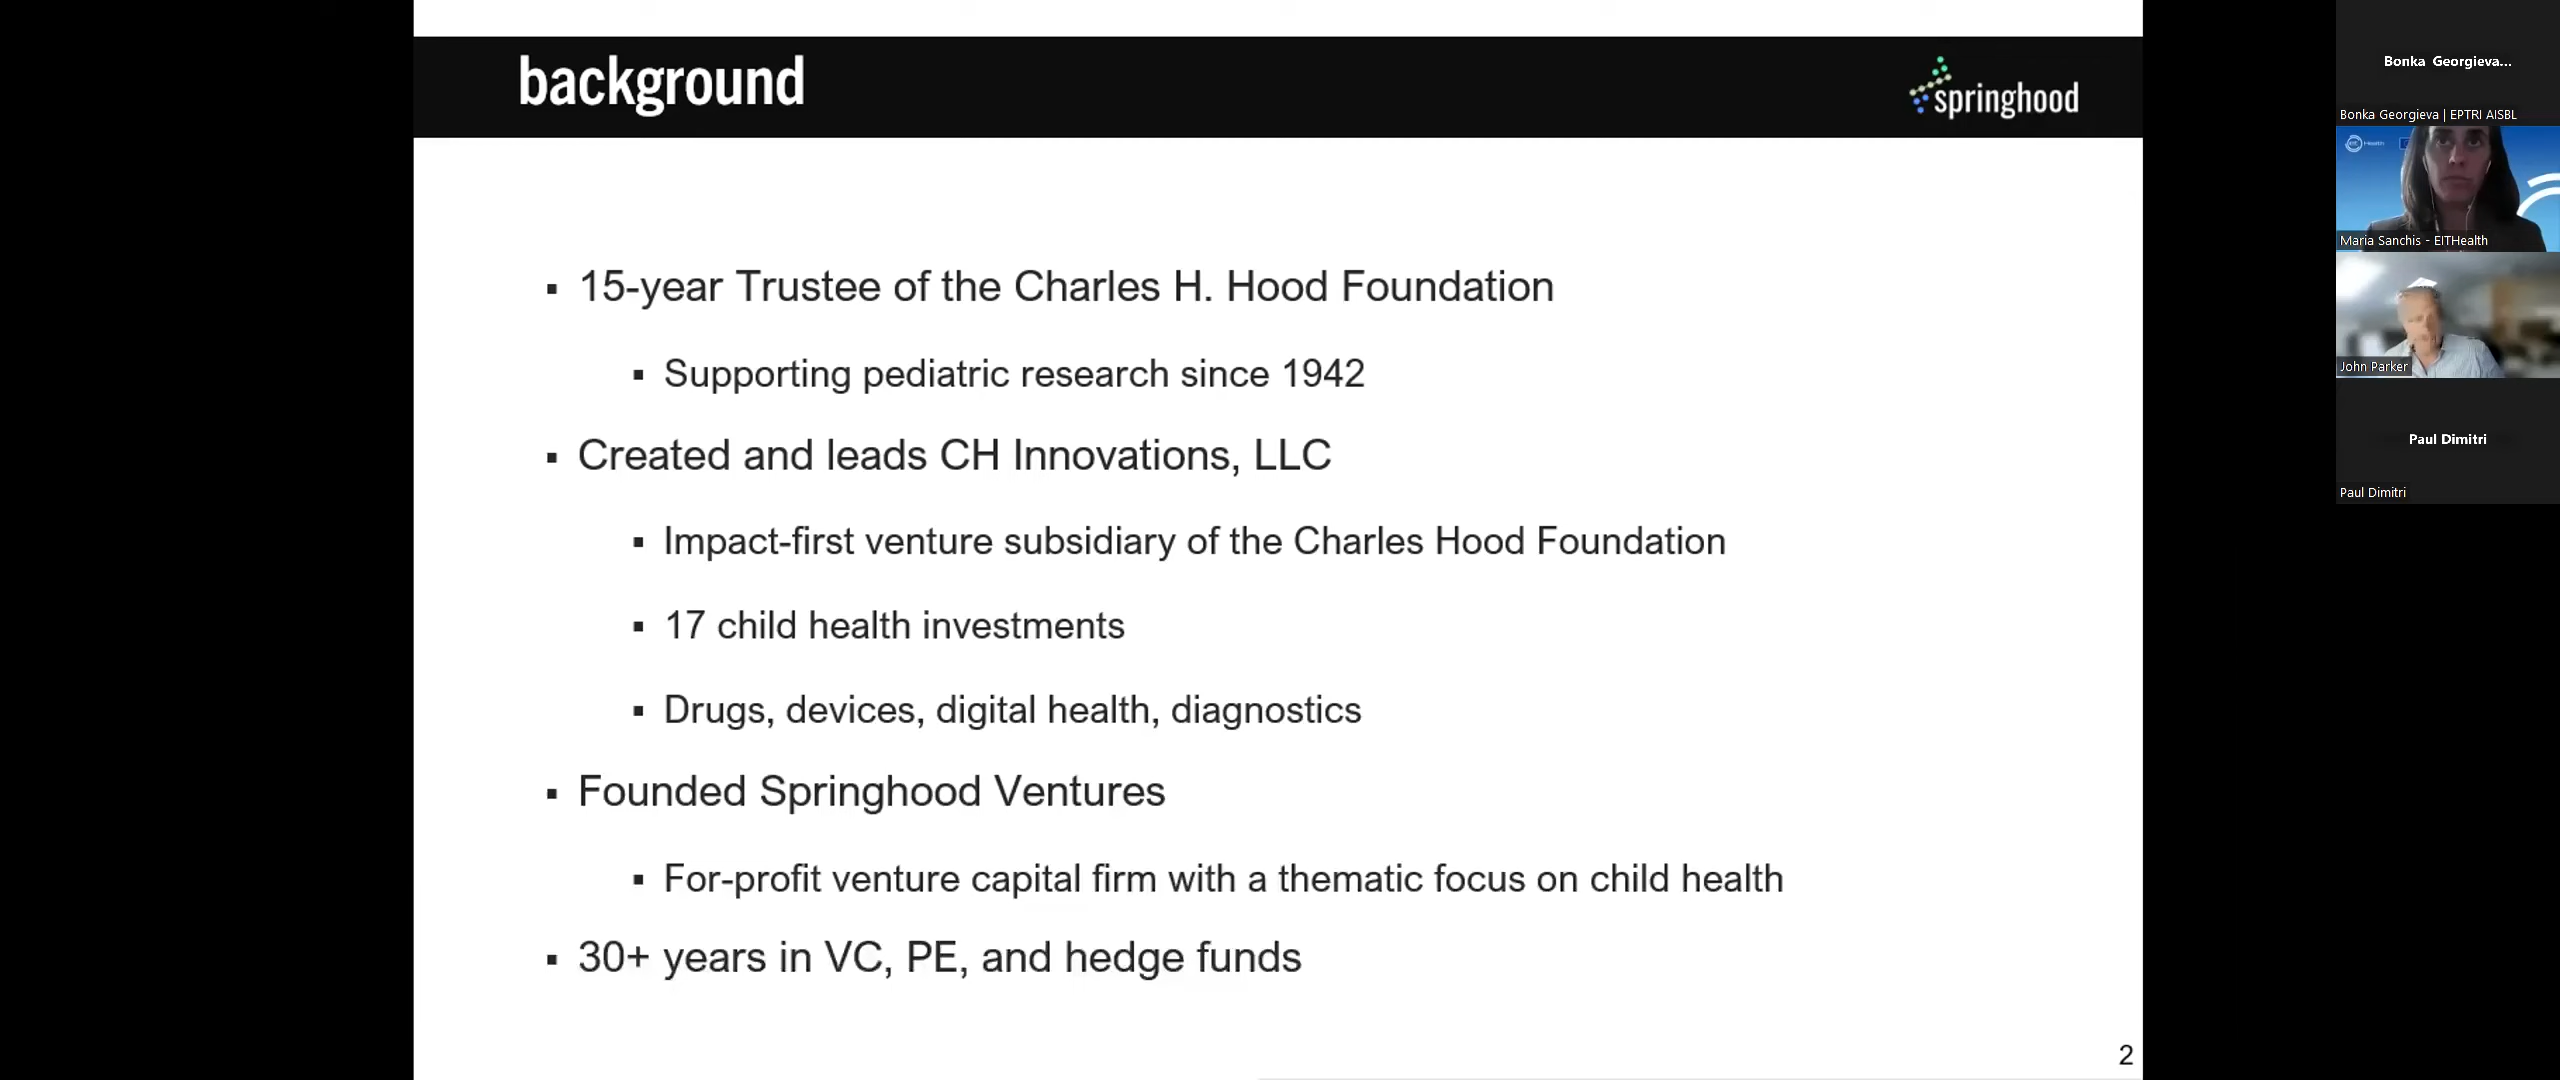 background
springhood
▪ 15-year Trustee of the Charles H. Hood Foundation
▪ Supporting pediatric research since 1942
▪ Created and leads CH Innovations, LLC
▪ Impact-first venture subsidiary of the Charles Hood Foundation
▪ 17 child health investments
▪ Drugs, devices, digital health, diagnostics
▪ Founded Springhood Ventures
▪ For-profit venture capital firm with a thematic focus on child health
▪ 30+ years in VC, PE, and hedge funds
2
Bonka Georgieva...
Bonka Georgieva | EPTRI AISBL
eit Health
María Sanchis - EITHealth
John Parker
Paul Dimitri
Paul Dimitri